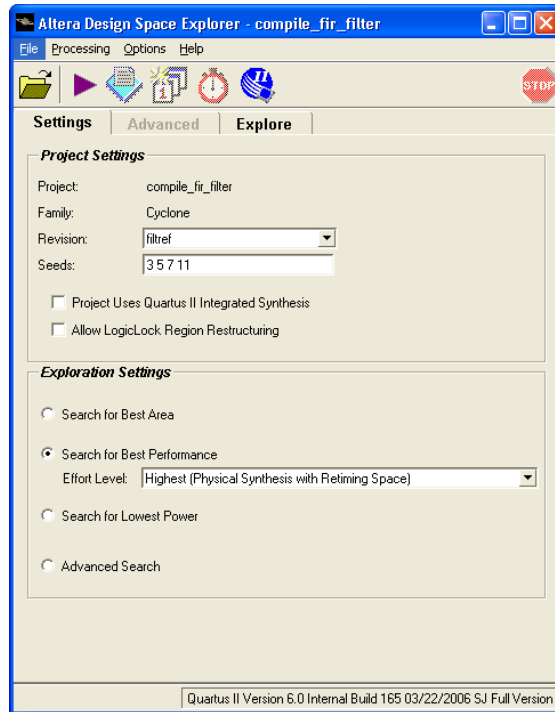 Altera Design Space Explorer - compile_fir_filter
File Processing Options Help
STOP
Settings Advanced Explore
Project Settings
Project: compile_fir_filter
Family: Cyclone
Revision: filtref
Seeds: 3 5 7 11
Project Uses Quartus II Integrated Synthesis
Allow LogicLock Region Restructuring
Exploration Settings
Search for Best Area
Search for Best Performance
Effort Level: Highest (Physical Synthesis with Retiming Space)
Search for Lowest Power
Advanced Search
Quartus II Version 6.0 Internal Build 165 03/22/2006 SJ Full Version